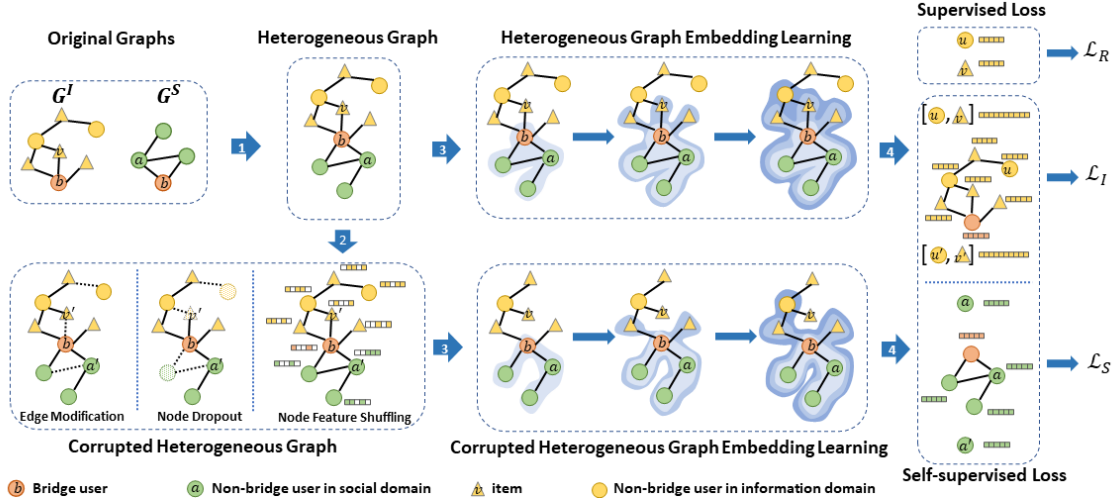 Original Graphs
G^I
G^S
v
b
a
b
1
Heterogeneous Graph
v
b
a
2
3
Heterogeneous Graph Embedding Learning
v
b
a
v
b
a
v
b
a
4
Supervised Loss
u
v
ℒ_R
[u, v]
u
ℒ_I
[u', v']
a
a
ℒ_S
a'
Self-supervised Loss
v'
b
a'
v'
b
a'
v'
b
a'
Edge Modification
Node Dropout
Node Feature Shuffling
Corrupted Heterogeneous Graph
3
v
b
a
v
b
a
v
b
a
4
Corrupted Heterogeneous Graph Embedding Learning
b Bridge user
a Non-bridge user in social domain
v item
Non-bridge user in information domain